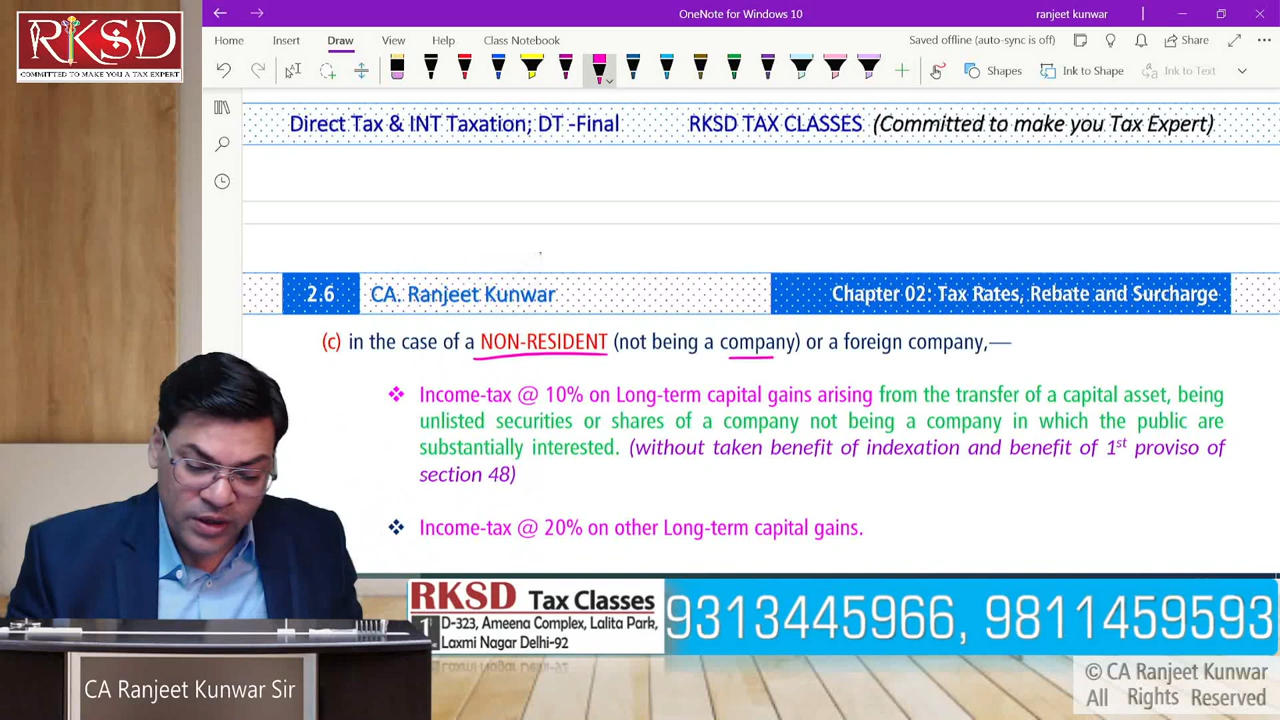 RKSD
COMMITTED TO MAKE YOU A TAX EXPERT
OneNote for Windows 10
ranjeet kunwar
Home Insert Draw View Help Class Notebook
Saved offline (auto-sync is off)
Share
Shapes
Ink to Shape
Ink to Text
Direct Tax & INT Taxation; DT -Final RKSD TAX CLASSES (Committed to make you Tax Expert)
2.6 CA. Ranjeet Kunwar Chapter 02: Tax Rates, Rebate and Surcharge
(c) in the case of a NON-RESIDENT (not being a company) or a foreign company,—
❖ Income-tax @ 10% on Long-term capital gains arising from the transfer of a capital asset, being
unlisted securities or shares of a company not being a company in which the public are
substantially interested. (without taken benefit of indexation and benefit of 1st proviso of
section 48)
❖ Income-tax @ 20% on other Long-term capital gains.
RKSD Tax Classes
D-323, Ameena Complex, Lalita Park,
Laxmi Nagar Delhi-92
9313445966, 9811459593
CA Ranjeet Kunwar Sir
© CA Ranjeet Kunwar
All Rights Reserved